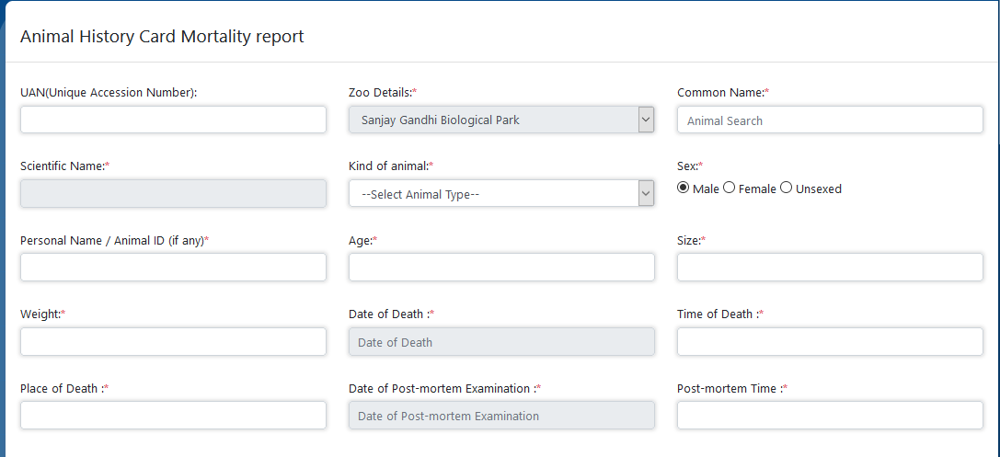 Animal History Card Mortality report
UAN(Unique Accession Number):
Zoo Details:*
Common Name:*
Sanjay Gandhi Biological Park
Animal Search
Scientific Name:*
Kind of animal:*
Sex:*
--Select Animal Type--
Male Female Unsexed
Personal Name / Animal ID (if any)*
Age:*
Size:*
Weight:*
Date of Death :*
Time of Death :*
Date of Death
Place of Death :*
Date of Post-mortem Examination :*
Post-mortem Time :*
Date of Post-mortem Examination